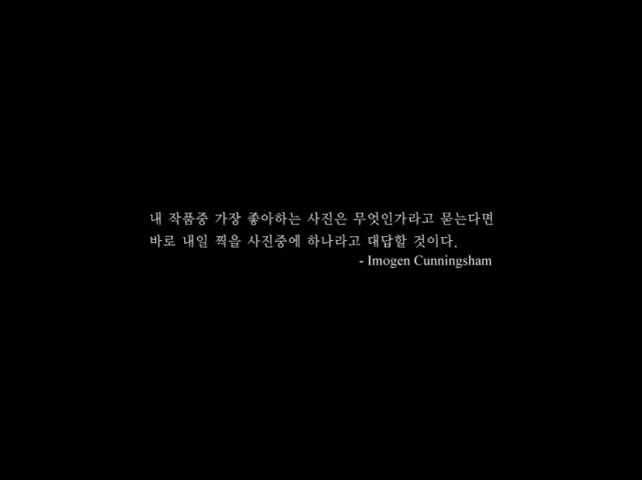 내 작품중 가장 좋아하는 사진은 무엇인가라고 묻는다면
바로 내일 찍을 사진중에 하나라고 대답할 것이다.
- Imogen Cunningsham